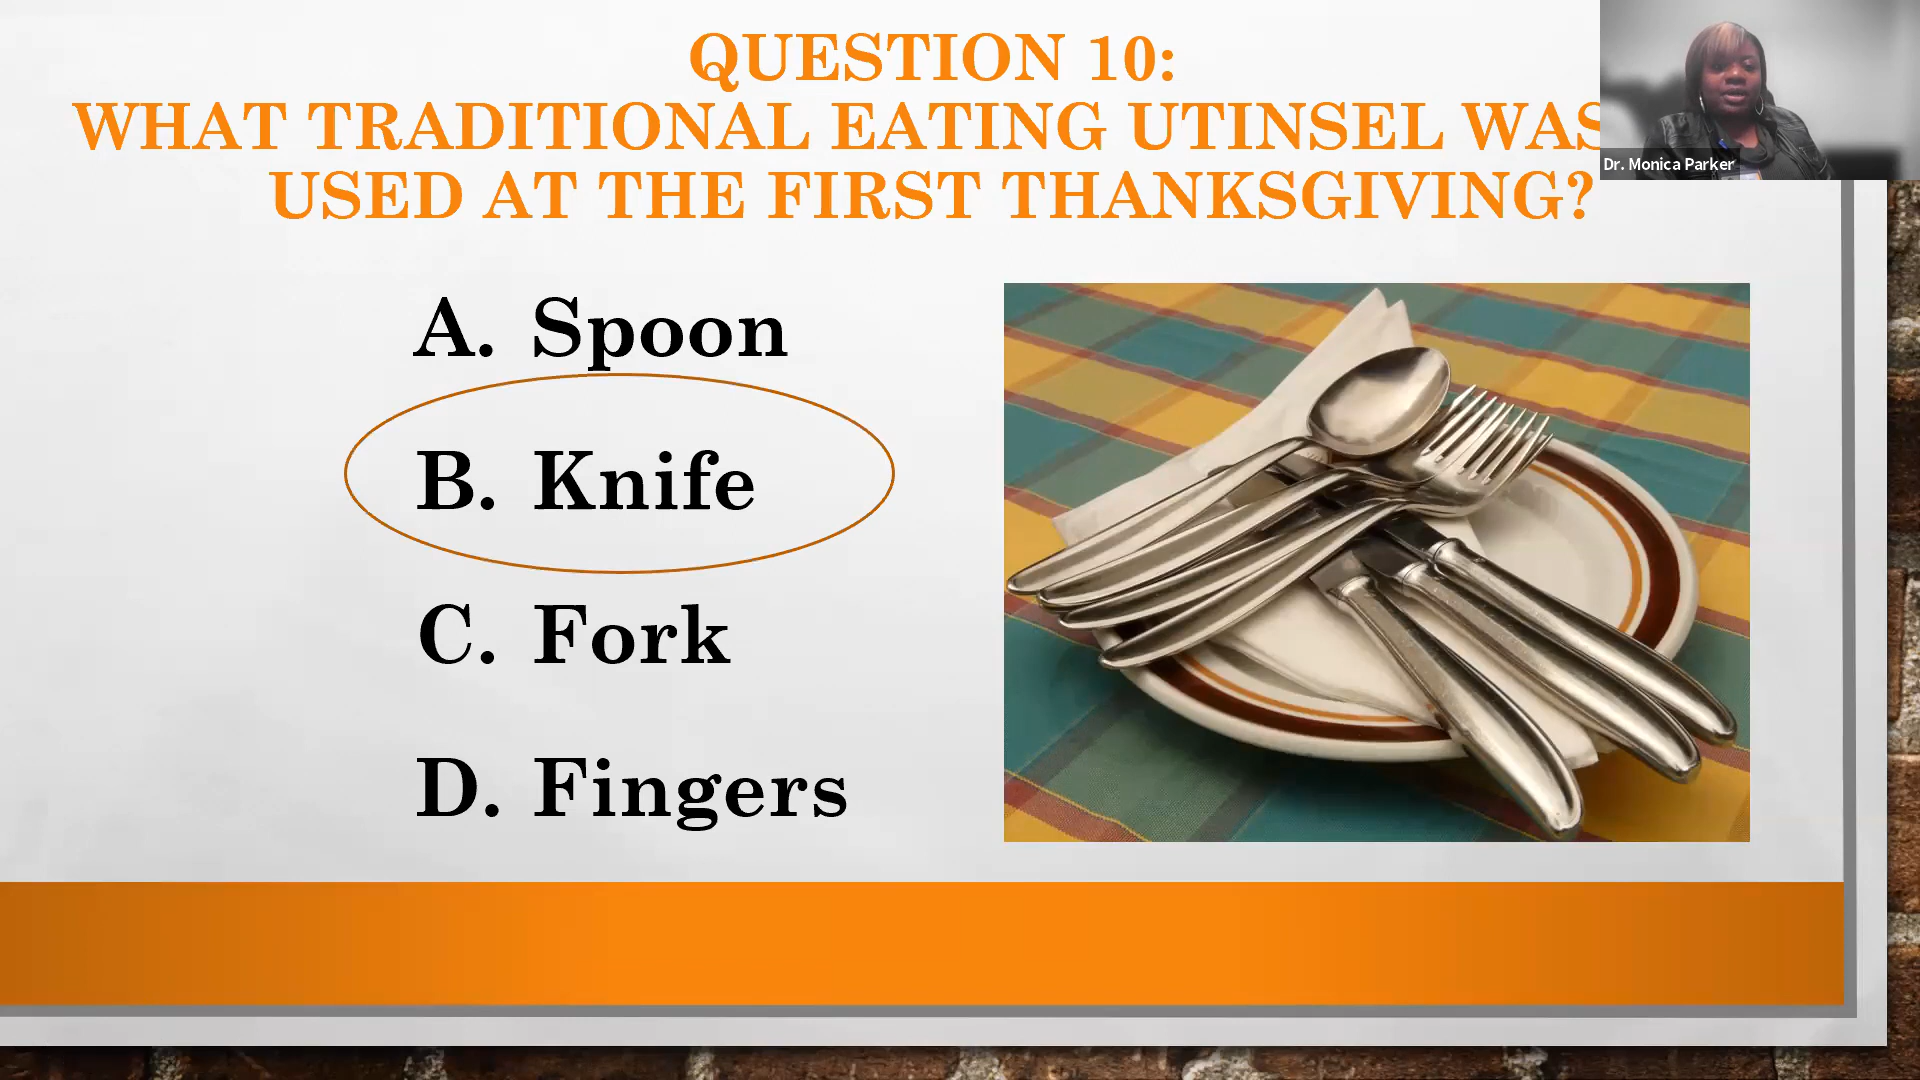 QUESTION 10:
WHAT TRADITIONAL EATING UTINSEL WAS
USED AT THE FIRST THANKSGIVING?
Dr. Monica Parker
A. Spoon
B. Knife
C. Fork
D. Fingers